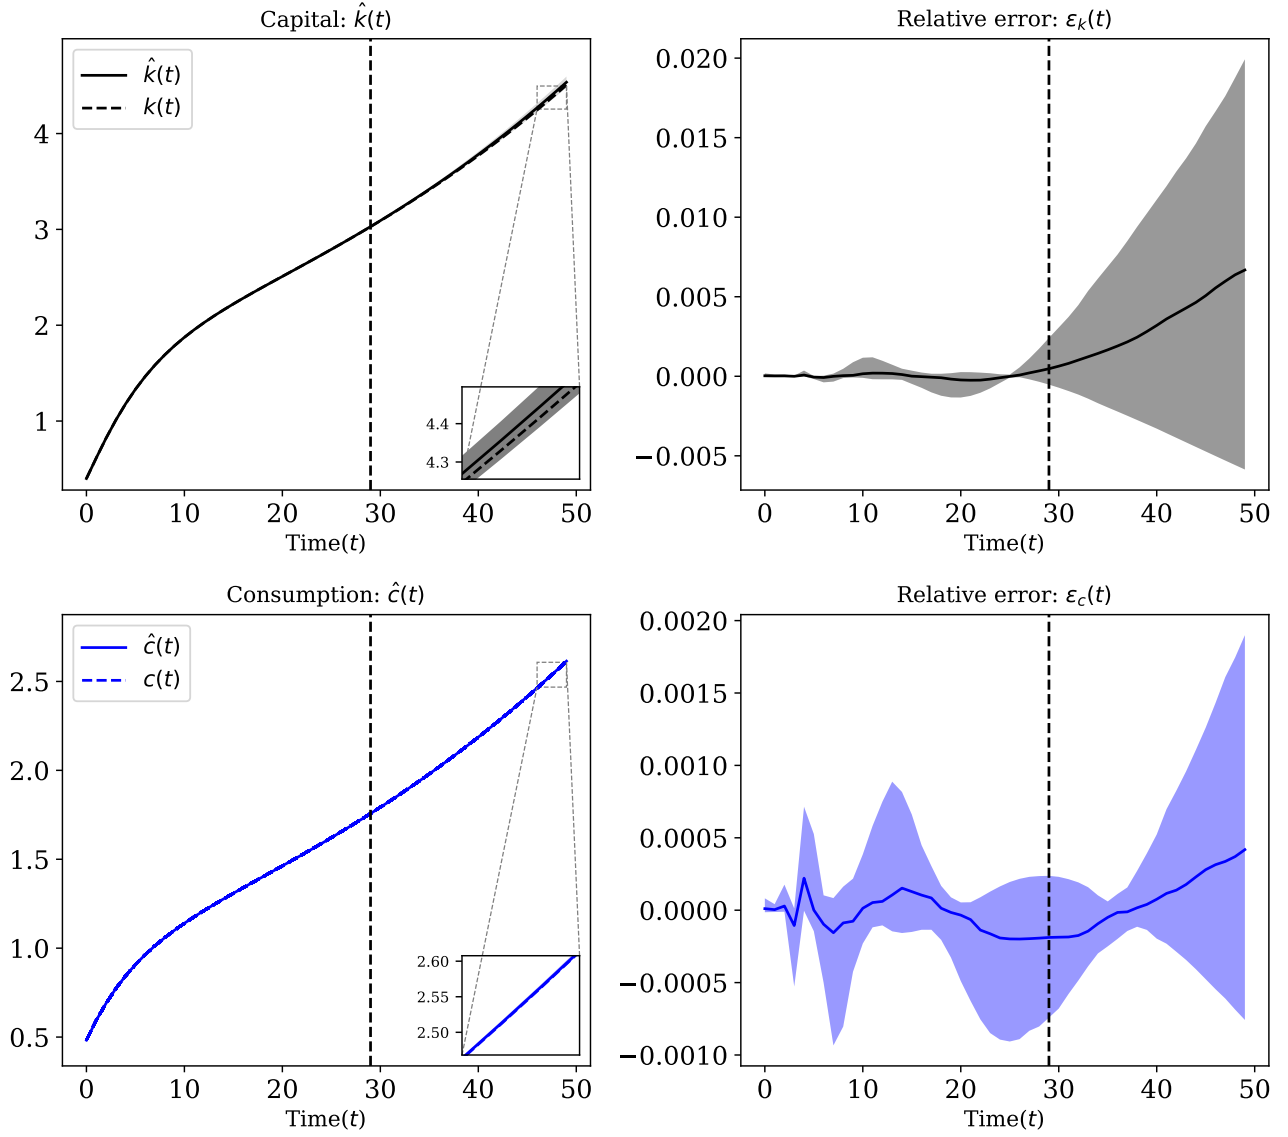 Capital: k̂(t)
k̂(t)
k(t)
4
3
2
1
4.4
4.3
0 10 20 30 40 50
Time(t)
Relative error: ε_k(t)
0.020
0.015
0.010
0.005
0.000
−0.005
0 10 20 30 40 50
Time(t)
Consumption: ĉ(t)
ĉ(t)
c(t)
2.5
2.0
1.5
1.0
0.5
2.60
2.55
2.50
0 10 20 30 40 50
Time(t)
Relative error: ε_c(t)
0.0020
0.0015
0.0010
0.0005
0.0000
−0.0005
−0.0010
0 10 20 30 40 50
Time(t)